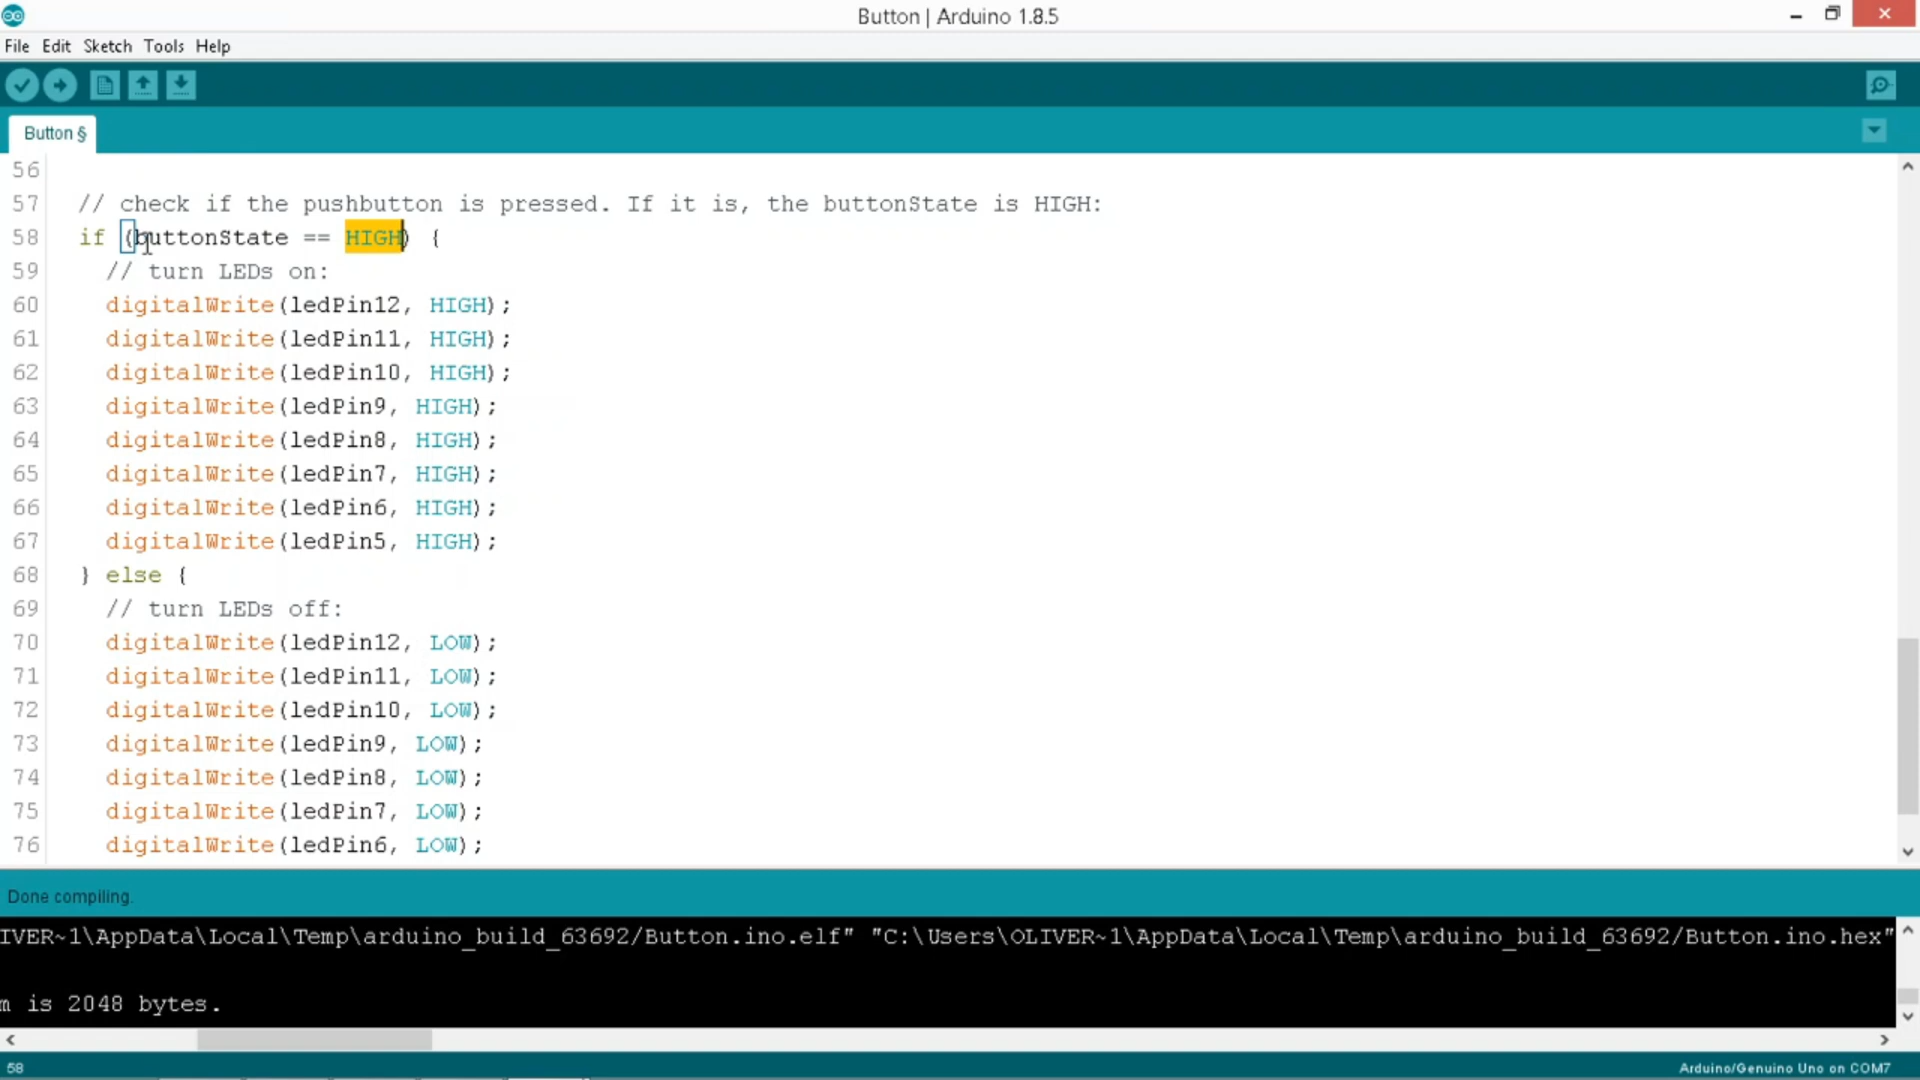 Button | Arduino 1.8.5
File Edit Sketch Tools Help
Button §
56
57 // check if the pushbutton is pressed. If it is, the buttonState is HIGH:
58 if (buttonState == HIGH) {
59 // turn LEDs on:
60 digitalWrite(ledPin12, HIGH);
61 digitalWrite(ledPin11, HIGH);
62 digitalWrite(ledPin10, HIGH);
63 digitalWrite(ledPin9, HIGH);
64 digitalWrite(ledPin8, HIGH);
65 digitalWrite(ledPin7, HIGH);
66 digitalWrite(ledPin6, HIGH);
67 digitalWrite(ledPin5, HIGH);
68 } else {
69 // turn LEDs off:
70 digitalWrite(ledPin12, LOW);
71 digitalWrite(ledPin11, LOW);
72 digitalWrite(ledPin10, LOW);
73 digitalWrite(ledPin9, LOW);
74 digitalWrite(ledPin8, LOW);
75 digitalWrite(ledPin7, LOW);
76 digitalWrite(ledPin6, LOW);
Done compiling.
IVER~1\AppData\Local\Temp\arduino_build_63692/Button.ino.elf" "C:\Users\OLIVER~1\AppData\Local\Temp\arduino_build_63692/Button.ino.hex"
m is 2048 bytes.
58 Arduino/Genuino Uno on COM7